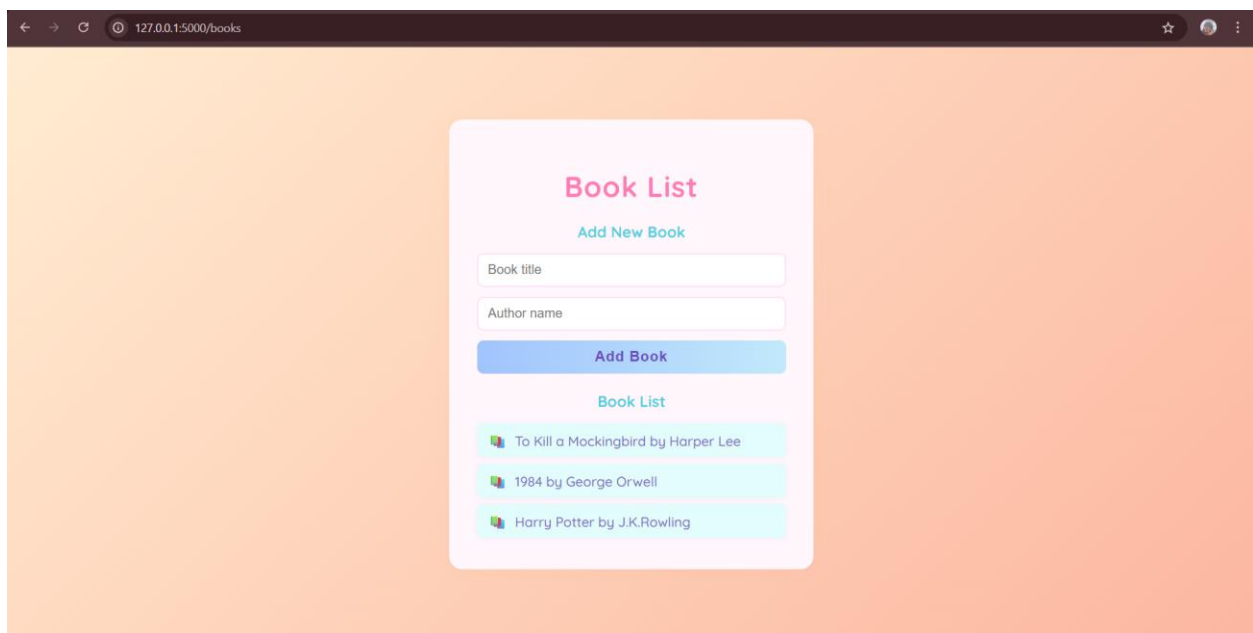 127.0.0.1:5000/books
Book List
Add New Book
Book title
Author name
Add Book
Book List
To Kill a Mockingbird by Harper Lee
1984 by George Orwell
Harry Potter by J.K.Rowling